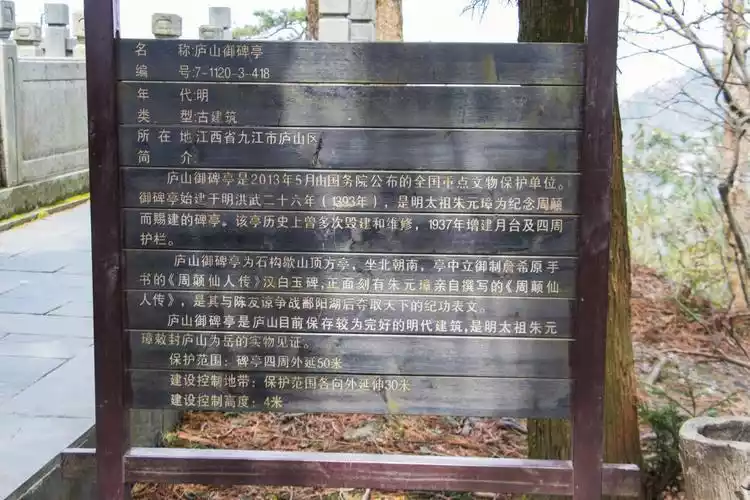 名　称:庐山御碑亭
编　号:7-1120-3--418
年　代:明
类　型:古建筑
所 在 地:江西省九江市庐山区
简　介
庐山御碑亭是2013年5月由国务院公布的全国重点文物保护单位。
御碑亭始建于明洪武二十六年（1393年），是明太祖朱元璋为纪念周颠
而赐建的碑亭。该亭历史上曾多次毁建和维修，1937年增建月台及四周
护栏。
庐山御碑亭为石构歇山顶方亭，坐北朝南，亭中立御制詹希原手
书的《周颠仙人传》汉白玉碑,正面刻有朱元璋亲自撰写的《周颠仙
人传》，是其与陈友谅争战鄱阳湖后夺取天下的纪功表文。
庐山御碑亭是庐山目前保存较为完好的明代建筑,是明太祖朱元
璋敕封庐山为岳的实物见证。
保护范围：碑亭四周外延50米
建设控制地带：保护范围各向外延伸30米
建设控制高度：4米